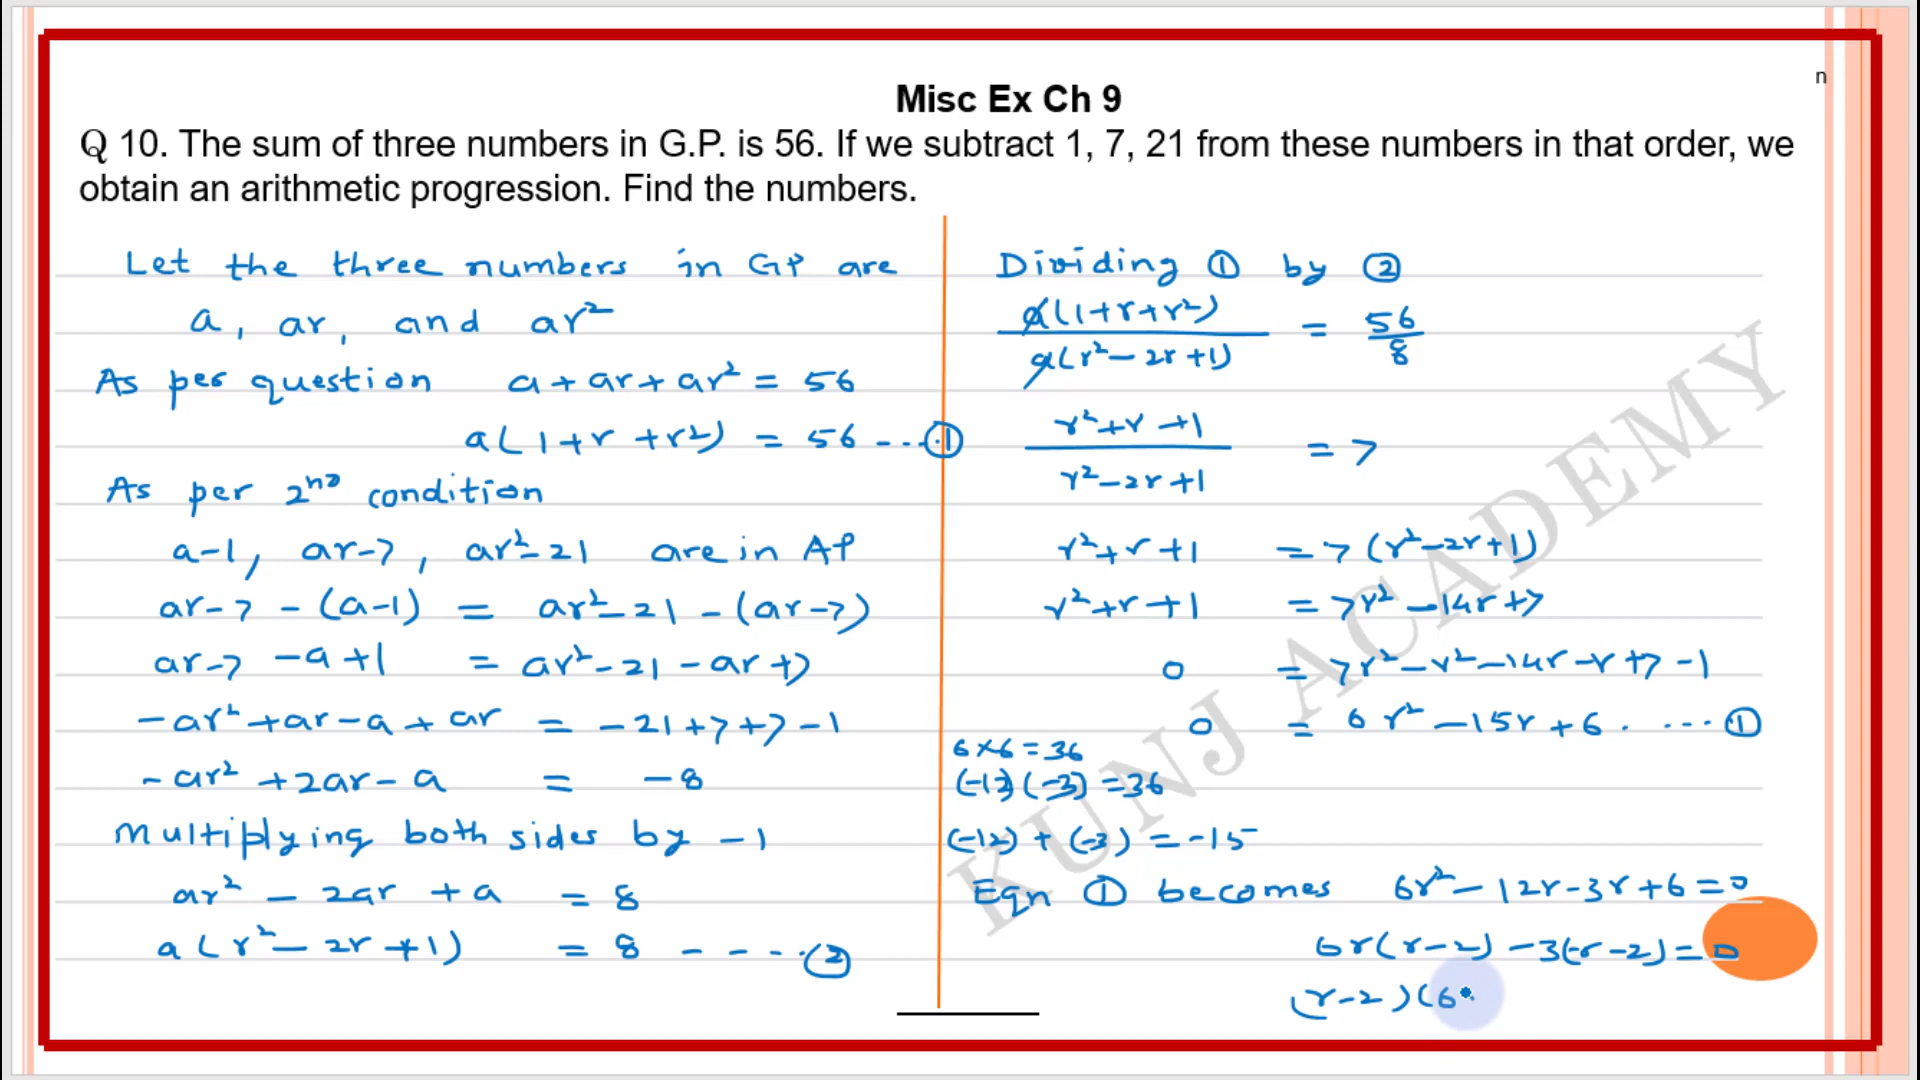 n
Misc Ex Ch 9
Q 10. The sum of three numbers in G.P. is 56. If we subtract 1, 7, 21 from these numbers in that order, we
obtain an arithmetic progression. Find the numbers.
Let the three numbers in GP are
a, ar, and ar²
As per question a + ar + ar² = 56
a(1+r+r²) = 56 --- ①
As per 2nd condition
a-1, ar-7, ar²-21 are in AP
ar-7-(a-1) = ar²-21-(ar-7)
ar-7-a+1 = ar²-21-ar+7
-ar²+ar-a+ar = -21+7+7-1
-ar²+2ar-a = -8
Multiplying both sides by -1
ar² - 2ar + a = 8
a(r²-2r+1) = 8 ---- ②
Dividing ① by ②
a(1+r+r²)
a(r²-2r+1)
= 56/8
r²+r+1
r²-2r+1
= 7
r²+r+1 = 7(r²-2r+1)
r²+r+1 = 7r²-14r+7
0 = 7r²-r²-14r-r+7-1
0 = 6r²-15r+6. ---- ①
6×6=36
(-12)(-3)=36
(-12)+(-3)=-15
Eqn ① becomes 6r²-12r-3r+6=0
6r(r-2)-3(r-2)=0
(r-2)(6
KUNJ ACADEMY